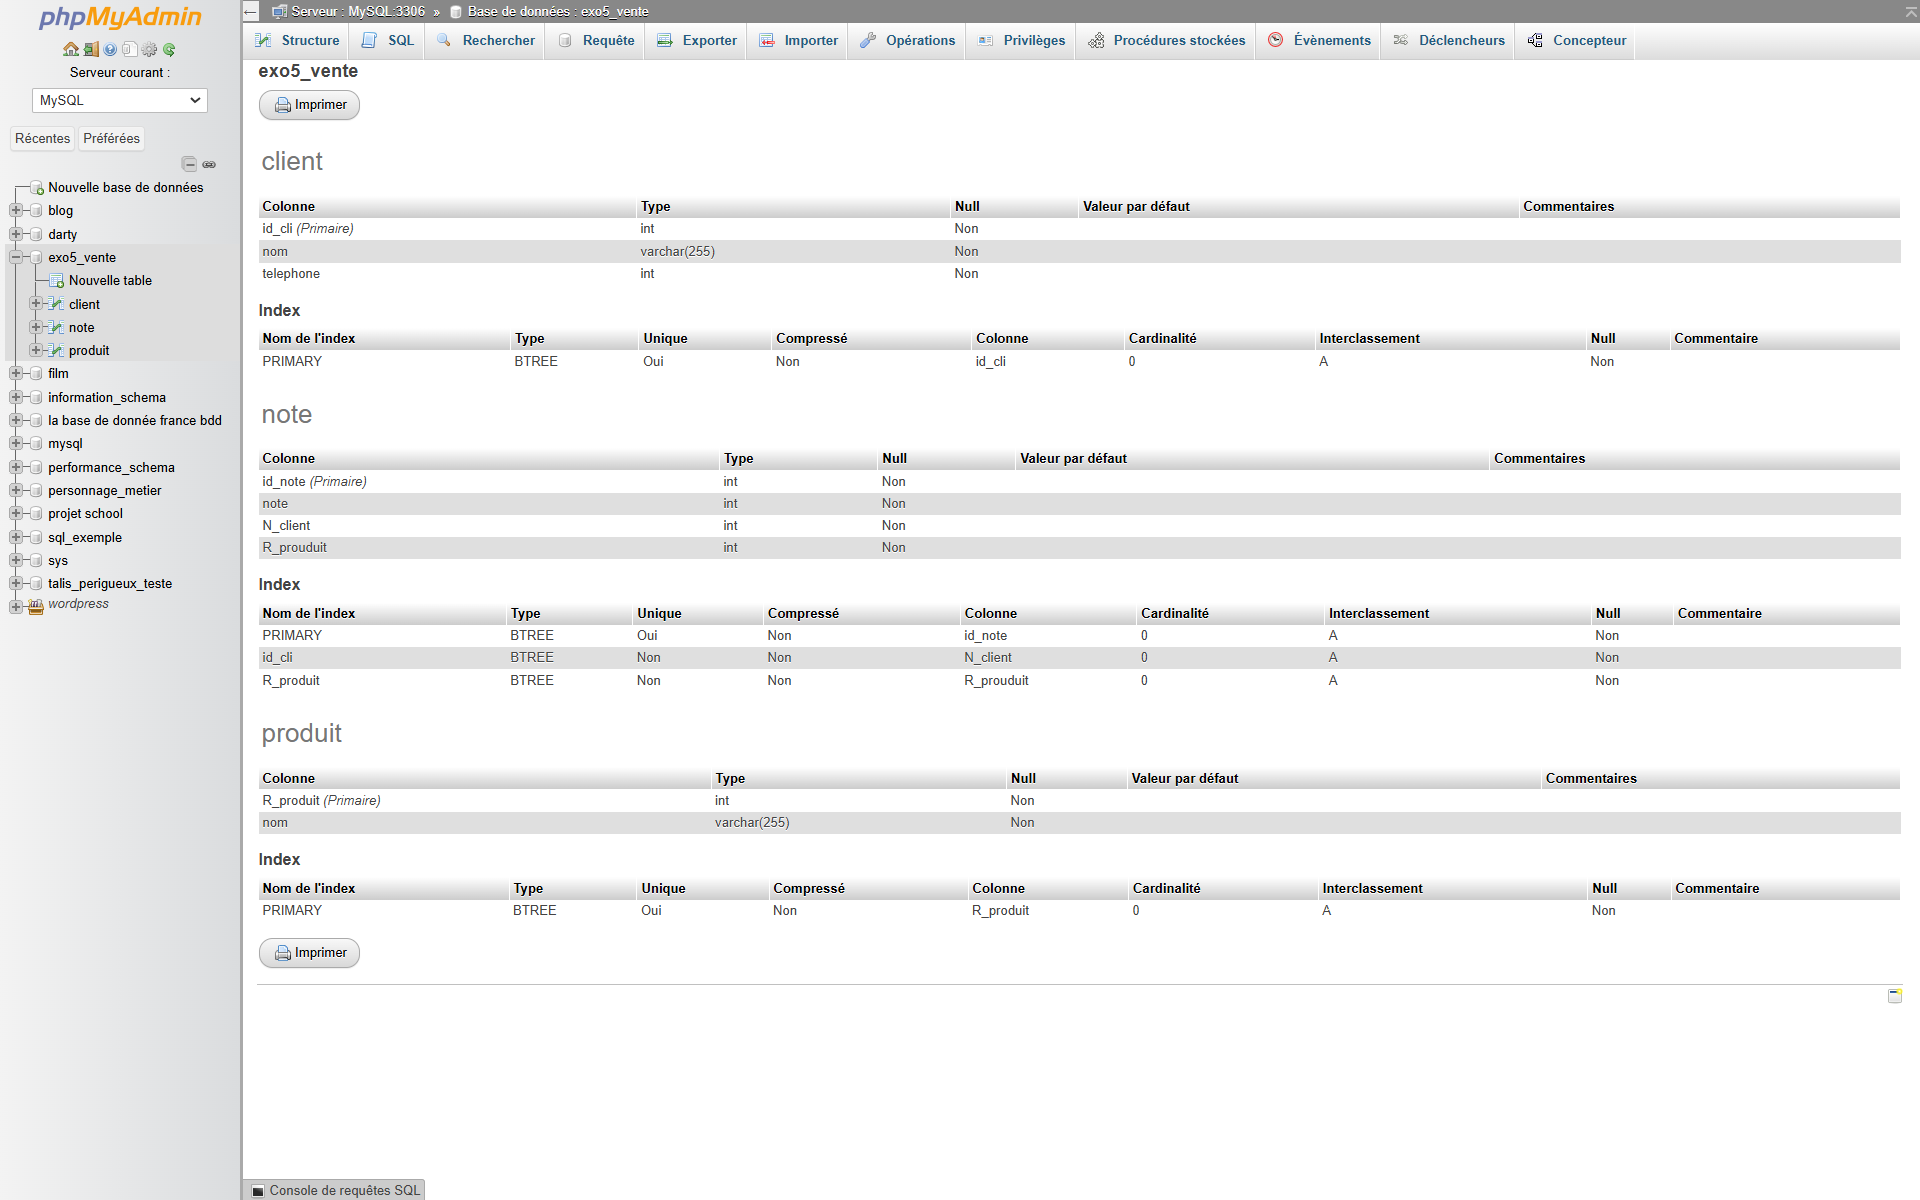 phpMyAdmin
Serveur courant :
MySQL
Récentes Préférées
Nouvelle base de données
blog
darty
exo5_vente
Nouvelle table
client
note
produit
film
information_schema
la base de donnée france bdd
mysql
performance_schema
personnage_metier
projet school
sql_exemple
sys
talis_perigueux_teste
wordpress
Serveur : MySQL:3306 » Base de données : exo5_vente
Structure SQL Rechercher Requête Exporter Importer Opérations Privilèges Procédures stockées Évènements Déclencheurs Concepteur
exo5_vente
Imprimer
client
Colonne Type Null Valeur par défaut Commentaires
id_cli (Primaire) int Non
nom varchar(255) Non
telephone int Non
Index
Nom de l'index Type Unique Compressé Colonne Cardinalité Interclassement Null Commentaire
PRIMARY BTREE Oui Non id_cli 0 A Non
note
Colonne Type Null Valeur par défaut Commentaires
id_note (Primaire) int Non
note int Non
N_client int Non
R_prouduit int Non
Index
Nom de l'index Type Unique Compressé Colonne Cardinalité Interclassement Null Commentaire
PRIMARY BTREE Oui Non id_note 0 A Non
id_cli BTREE Non Non N_client 0 A Non
R_produit BTREE Non Non R_prouduit 0 A Non
produit
Colonne Type Null Valeur par défaut Commentaires
R_produit (Primaire) int Non
nom varchar(255) Non
Index
Nom de l'index Type Unique Compressé Colonne Cardinalité Interclassement Null Commentaire
PRIMARY BTREE Oui Non R_produit 0 A Non
Imprimer
Console de requêtes SQL